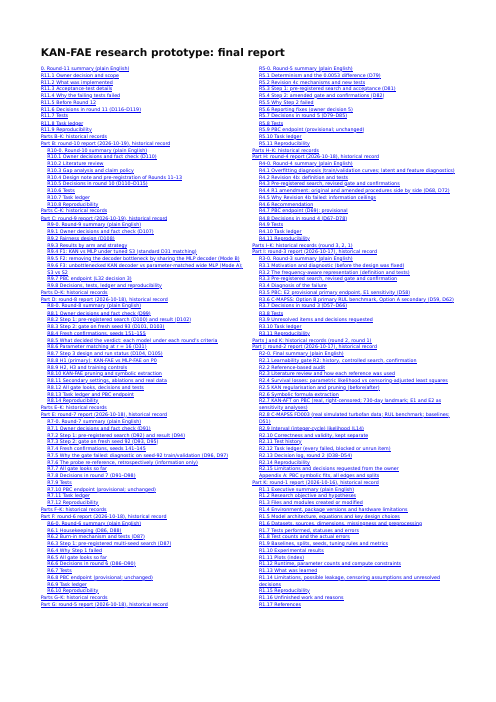 KAN-FAE research prototype: final report
0. Round-11 summary (plain English)
R11.1 Owner decision and scope
R11.2 What was implemented
R11.3 Acceptance-test details
R11.4 Why the failing tests failed
R11.5 Before Round 12
R11.6 Decisions in round 11 (D116–D119)
R11.7 Tests
R11.8 Task ledger
R11.9 Reproducibility
Parts B–K: historical records
Part B: round-10 report (2026-10-19), historical record
R10-0. Round-10 summary (plain English)
R10.1 Owner decisions and fact check (D110)
R10.2 Literature review
R10.3 Gap analysis and claim policy
R10.4 Design note and pre-registration of Rounds 11–13
R10.5 Decisions in round 10 (D110–D115)
R10.6 Tests
R10.7 Task ledger
R10.8 Reproducibility
Parts C–K: historical records
Part C: round-9 report (2026-10-19), historical record
R9-0. Round-9 summary (plain English)
R9.1 Owner decisions and fact check (D107)
R9.2 Fairness design (D108)
R9.3 Results by arm and strategy
R9.4 F1: KAN vs MLP under tuned S3 (standard D31 matching)
R9.5 F2: removing the decoder bottleneck by sharing the MLP decoder (Mode B)
R9.6 F3: unbottlenecked KAN decoder vs parameter-matched wide MLP (Mode A);
S3 vs S2
R9.7 PBC endpoint (S32 decision 3)
R9.8 Decisions, tests, ledger and reproducibility
Parts D–K: historical records
Part D: round-8 report (2026-10-19), historical record
R8-0. Round-8 summary (plain English)
R8.1 Owner decisions and fact check (D99)
R8.2 Step 1: pre-registered search (D100) and result (D102)
R8.3 Step 2: gate on fresh seed 93 (D101, D103)
R8.4 Fresh confirmations, seeds 151–155
R8.5 What decided the verdict: each model under each round's criteria
R8.6 Parameter matching at r = 16 (D31)
R8.7 Step 3 design and run status (D104, D105)
R8.8 H1 (primary): KAN-FAE vs MLP-FAE on P0
R8.9 H2, H3 and training controls
R8.10 KAN-FAE pruning and symbolic extraction
R8.11 Secondary settings, ablations and real data
R8.12 All gate looks, decisions and tests
R8.13 Task ledger and PBC endpoint
R8.14 Reproducibility
Parts E–K: historical records
Part E: round-7 report (2026-10-19), historical record
R7-0. Round-7 summary (plain English)
R7.1 Owner decisions and fact check (D91)
R7.2 Step 1: pre-registered search (D92) and result (D94)
R7.3 Step 2: gate on fresh seed 92 (D93, D95)
R7.4 Fresh confirmations, seeds 141–145
R7.5 Why the gate failed: diagnostic on seed-92 train/validation (D96, D97)
R7.6 The probe re-reference, retrospectively (information only)
R7.7 All gate looks so far
R7.8 Decisions in round 7 (D91–D98)
R7.9 Tests
R7.10 PBC endpoint (provisional; unchanged)
R7.11 Task ledger
R7.12 Reproducibility
Parts F–K: historical records
Part F: round-6 report (2026-10-18), historical record
R6-0. Round-6 summary (plain English)
R6.1 Housekeeping (D86, D88)
R6.2 Burn-in mechanism and tests (D87)
R6.3 Step 1: pre-registered multi-seed search (D87)
R6.4 Why Step 1 failed
R6.5 All gate looks so far
R6.6 Decisions in round 6 (D86–D90)
R6.7 Tests
R6.8 PBC endpoint (provisional; unchanged)
R6.9 Task ledger
R6.10 Reproducibility
Parts G–K: historical records
Part G: round-5 report (2026-10-18), historical record
R5-0. Round-5 summary (plain English)
R5.1 Determinism and the 0.0053 difference (D79)
R5.2 Revision 4c mechanisms and new tests
R5.3 Step 1: pre-registered search and acceptance (D81)
R5.4 Step 2: amended gate and confirmations (D82)
R5.5 Why Step 2 failed
R5.6 Reporting fixes (owner decision 5)
R5.7 Decisions in round 5 (D79–D85)
R5.8 Tests
R5.9 PBC endpoint (provisional; unchanged)
R5.10 Task ledger
R5.11 Reproducibility
Parts H–K: historical records
Part H: round-4 report (2026-10-18), historical record
R4-0. Round-4 summary (plain English)
R4.1 Overfitting diagnosis (train/validation curves; latent and feature diagnostics)
R4.2 Revision 4b: definition and tests
R4.3 Pre-registered search, revised gate and confirmations
R4.4 R1 amendment: original and amended procedures side by side (D68, D72)
R4.5 Why Revision 4b failed: information ceilings
R4.6 Recommendation
R4.7 PBC endpoint (D69): provisional
R4.8 Decisions in round 4 (D67–D78)
R4.9 Tests
R4.10 Task ledger
R4.11 Reproducibility
Parts I–K: historical records (round 3, 2, 1)
Part I: round-3 report (2026-10-17), historical record
R3-0. Round-3 summary (plain English)
R3.1 Motivation and diagnostic (before the design was fixed)
R3.2 The frequency-aware representation (definition and tests)
R3.3 Pre-registered search, revised gate and confirmation
R3.4 Diagnosis of the failure
R3.5 PBC: E2 provisional primary endpoint, E1 sensitivity (D58)
R3.6 C-MAPSS: Option B primary RUL benchmark, Option A secondary (D59, D62)
R3.7 Decisions in round 3 (D57–D66)
R3.8 Tests
R3.9 Unresolved items and decisions requested
R3.10 Task ledger
R3.11 Reproducibility
Parts J and K: historical records (round 2, round 1)
Part J: round-2 report (2026-10-17), historical record
R2-0. Final summary (plain English)
R2.1 Learnability gate R2: history, controlled search, confirmation
R2.2 Reference-based audit
R2.3 Literature review and how each reference was used
R2.4 Survival losses: parametric likelihood vs censoring-adjusted least squares
R2.5 KAN regularisation and pruning (before/after)
R2.6 Symbolic formula extraction
R2.7 KAN-AFT on PBC (real, right-censored, 730-day landmark; E1 and E2 as
sensitivity analyses)
R2.8 C-MAPSS FD003 (real simulated turbofan data; RUL benchmark; baselines;
D51)
R2.9 Interval (integer-cycle) likelihood IL14)
R2.10 Correctness and validity, kept separate
R2.11 Test history
R2.12 Task ledger (every failed, blocked or unrun item)
R2.13 Decision log, round 2 (D38–D54)
R2.14 Reproducibility
R2.15 Limitations and decisions requested from the owner
Appendix A. PBC symbolic fits, all edges and splits
Part K: round-1 report (2026-10-16), historical record
R1.1 Executive summary (plain English)
R1.2 Research objective and hypotheses
R1.3 Files and modules created or modified
R1.4 Environment, package versions and hardware limitations
R1.5 Model architecture, equations and key design choices
R1.6 Datasets, sources, dimensions, missingness and preprocessing
R1.7 Tests performed, statuses and errors
R1.8 Test counts and the actual errors
R1.9 Baselines, splits, seeds, tuning rules and metrics
R1.10 Experimental results
R1.11 Plots (index)
R1.12 Runtime, parameter counts and compute constraints
R1.13 What was learned
R1.14 Limitations, possible leakage, censoring assumptions and unresolved
decisions
R1.15 Reproducibility
R1.16 Unfinished work and reasons
R1.17 References